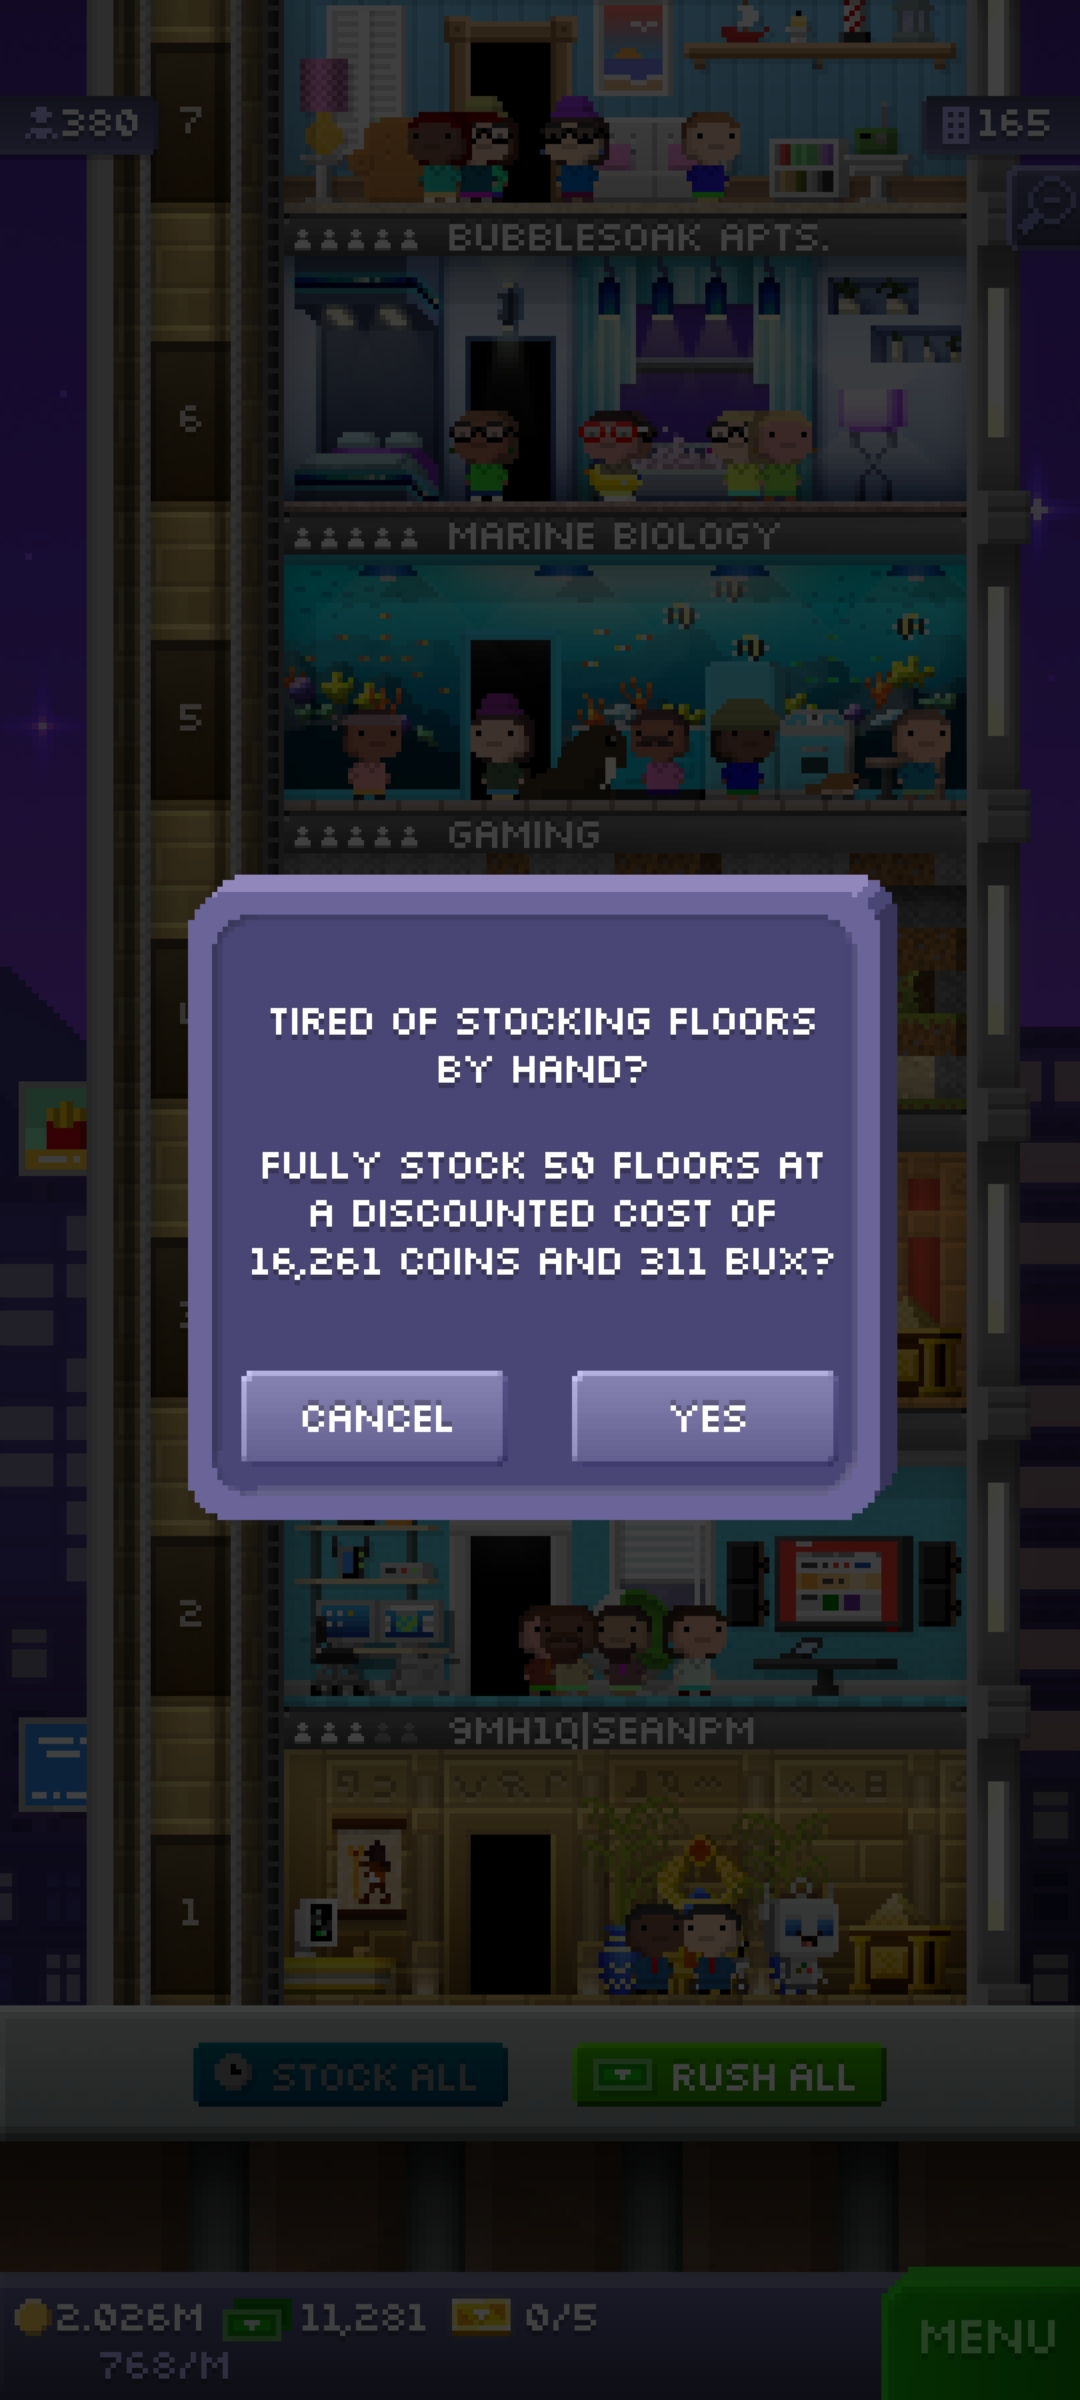 380
7
165
BUBBLESOAK APTS.
6
MARINE BIOLOGY
5
GAMING
TIRED OF STOCKING FLOORS
BY HAND?
FULLY STOCK 50 FLOORS AT
A DISCOUNTED COST OF
16,261 COINS AND 311 BUX?
CANCEL
YES
2
9MH1Q|SEANPM
1
STOCK ALL
RUSH ALL
2.026M
11,281
0/5
768/M
MENU